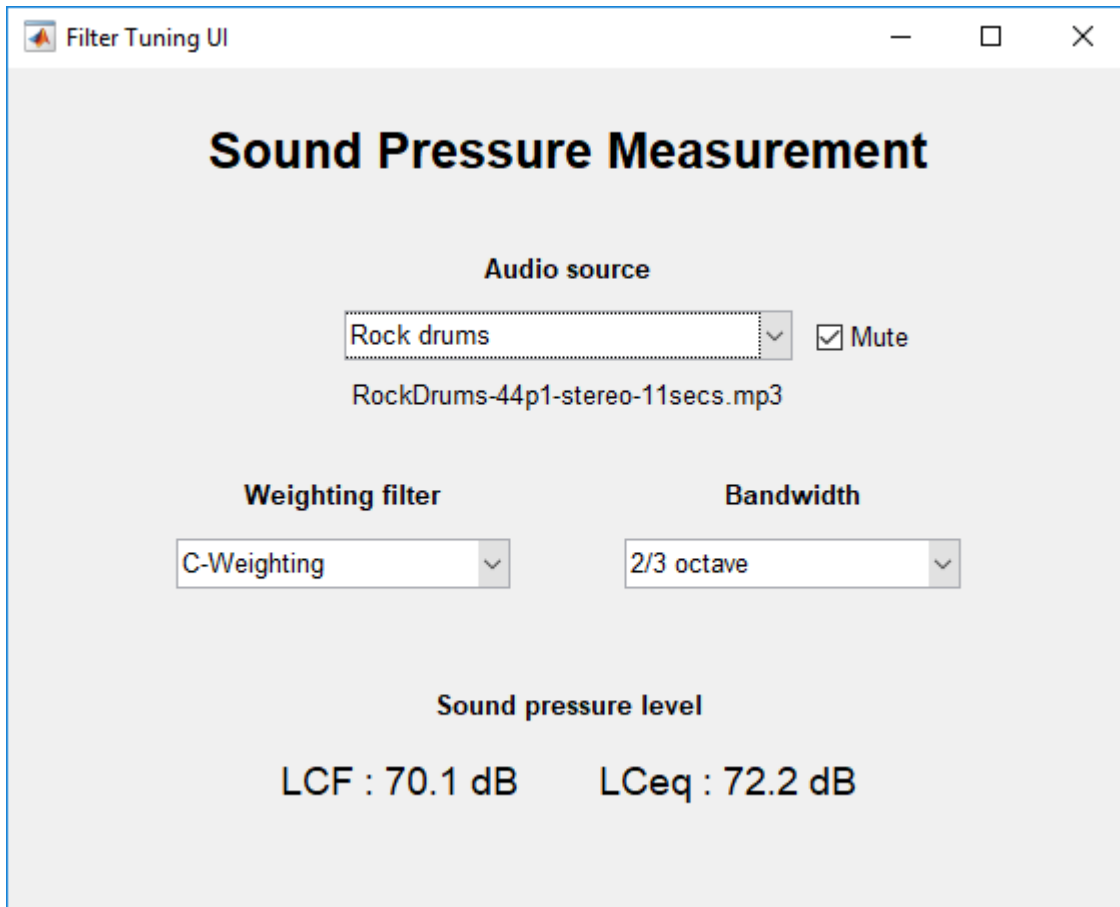 Filter Tuning UI
Sound Pressure Measurement
Audio source
Rock drums
Mute
RockDrums-44p1-stereo-11secs.mp3
Weighting filter
Bandwidth
C-Weighting
2/3 octave
Sound pressure level
LCF : 70.1 dB
LCeq : 72.2 dB